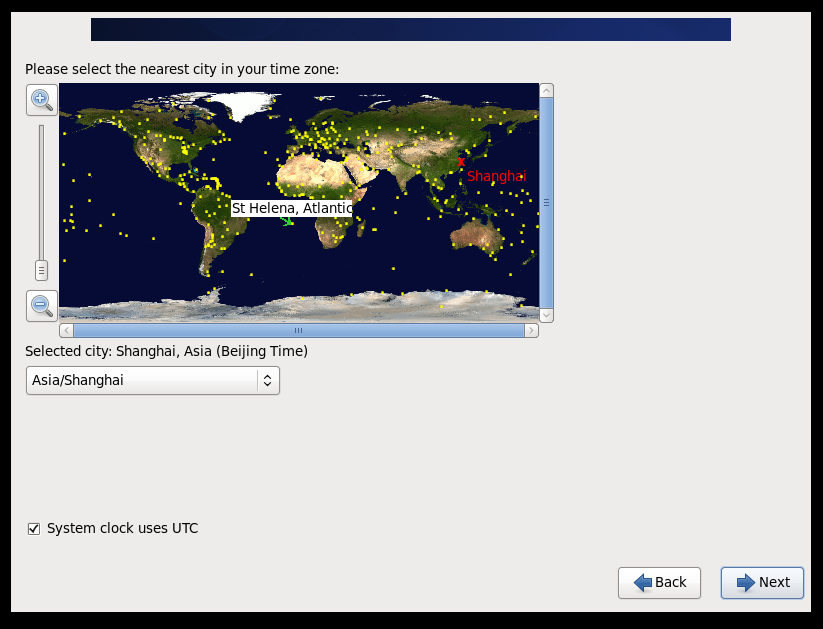 Please select the nearest city in your time zone:
Shanghai
St Helena, Atlantic
Selected city: Shanghai, Asia (Beijing Time)
Asia/Shanghai
System clock uses UTC
Back
Next